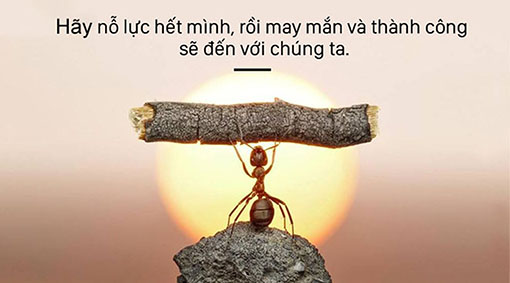 Hãy nỗ lực hết mình, rồi may mắn và thành công
sẽ đến với chúng ta.